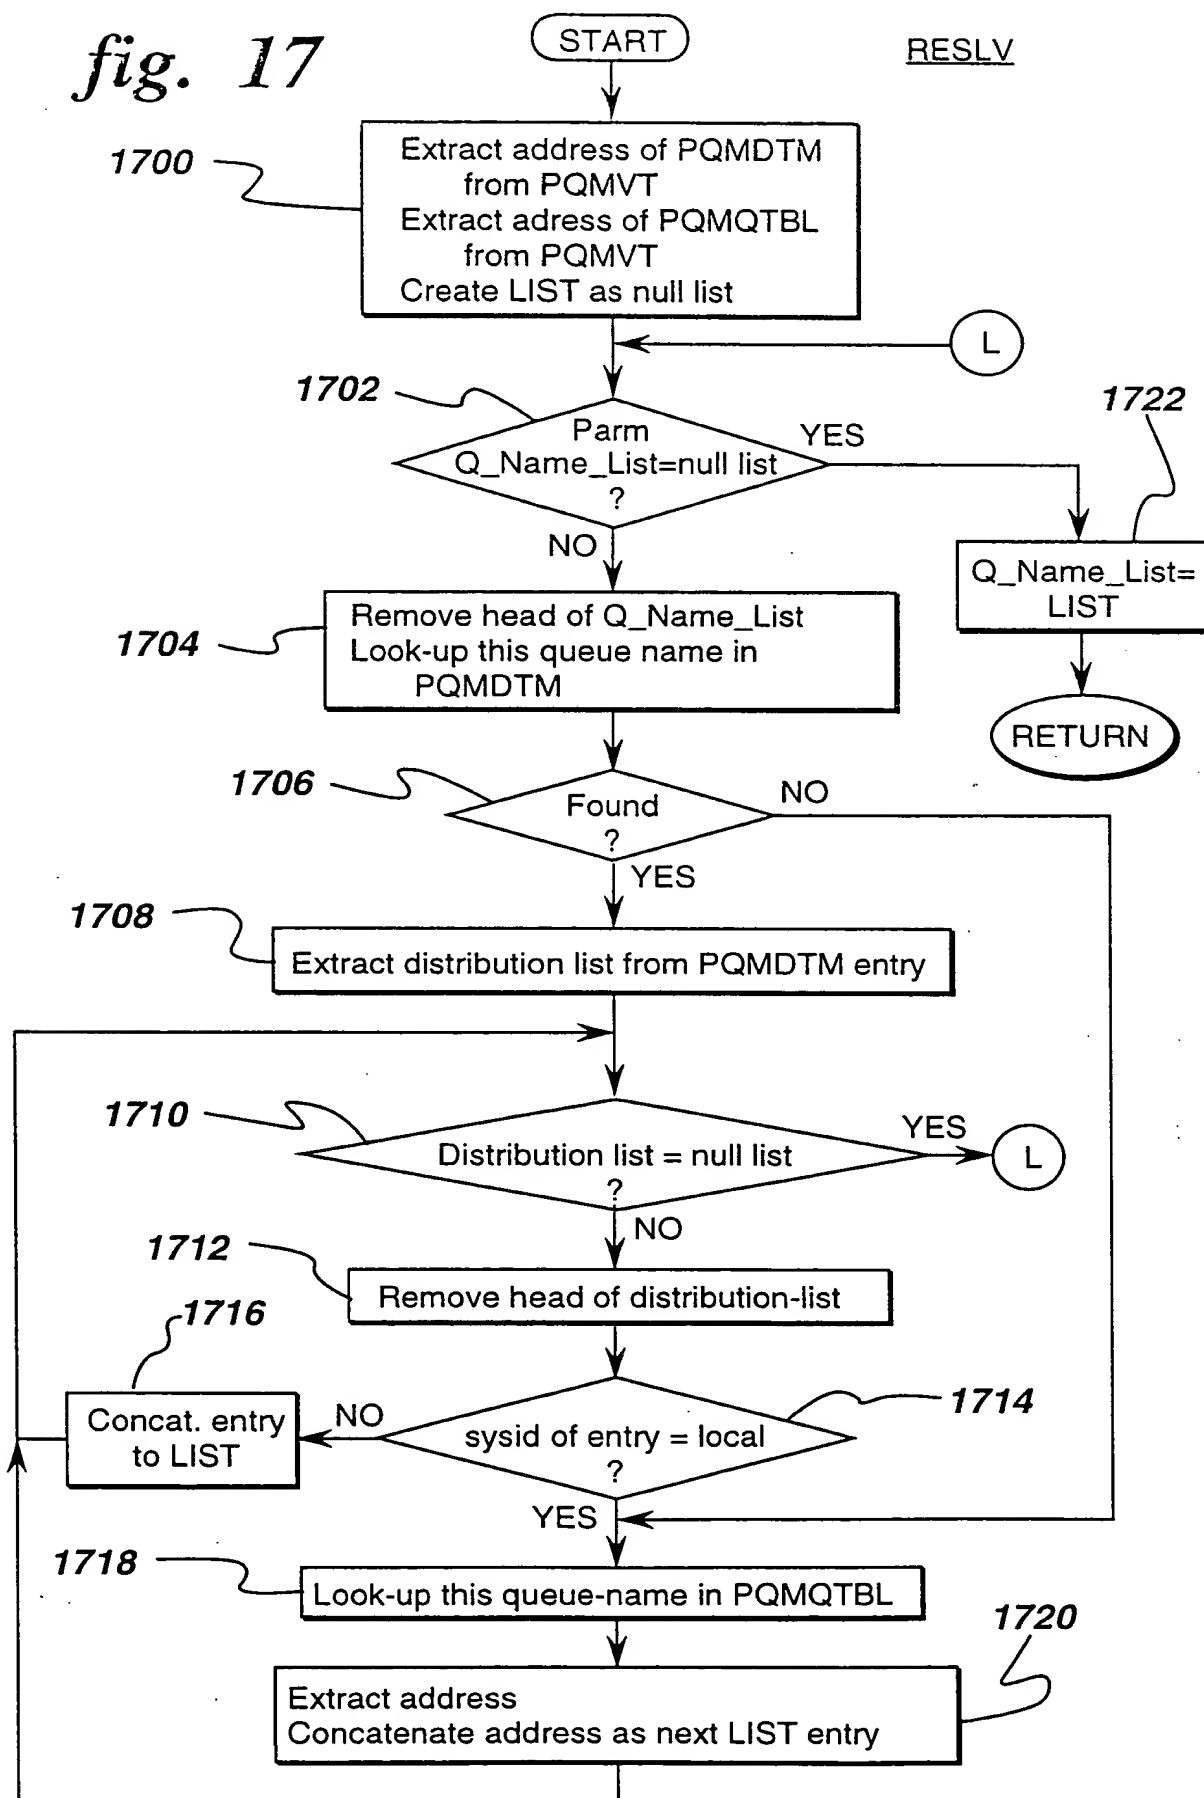 fig. 17
START
RESLV
1700
Extract address of PQMDTM
from PQMVT
Extract adress of PQMQTBL
from PQMVT
Create LIST as null list
L
1702
Parm
Q_Name_List=null list
?
YES
1722
NO
Q_Name_List=
LIST
1704
Remove head of Q_Name_List
Look-up this queue name in
PQMDTM
RETURN
1706
Found
?
NO
YES
1708
Extract distribution list from PQMDTM entry
1710
Distribution list = null list
?
YES
L
NO
1712
Remove head of distribution-list
1716
Concat. entry
to LIST
NO
sysid of entry = local
?
1714
YES
1718
Look-up this queue-name in PQMQTBL
1720
Extract address
Concatenate address as next LIST entry